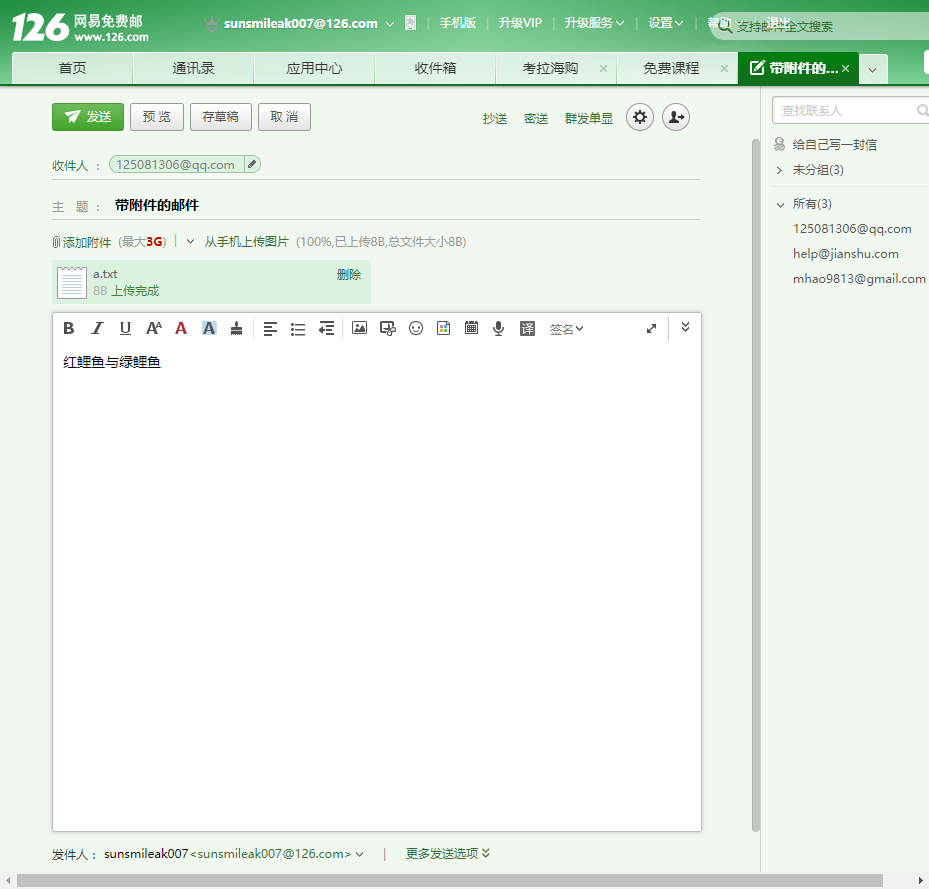 126 网易免费邮
www.126.com
sunsmileak007@126.com 手机版 升级VIP 升级服务 设置 帮助 退出
支持邮件全文搜索
首页 通讯录 应用中心 收件箱 考拉海购 × 免费课程 × 带附件的... ×
发送 预 览 存草稿 取 消 抄送 密送 群发单显
查找联系人
给自己写一封信
未分组(3)
所有(3)
125081306@qq.com
help@jianshu.com
mhao9813@gmail.com
收件人 : 125081306@qq.com
主 题 : 带附件的邮件
添加附件 (最大3G) 从手机上传图片 (100%,已上传8B,总文件大小8B)
a.txt 删除
8B 上传完成
B I U AA A A 译 签名
红鲤鱼与绿鲤鱼
发件人 : sunsmileak007<sunsmileak007@126.com> | 更多发送选项